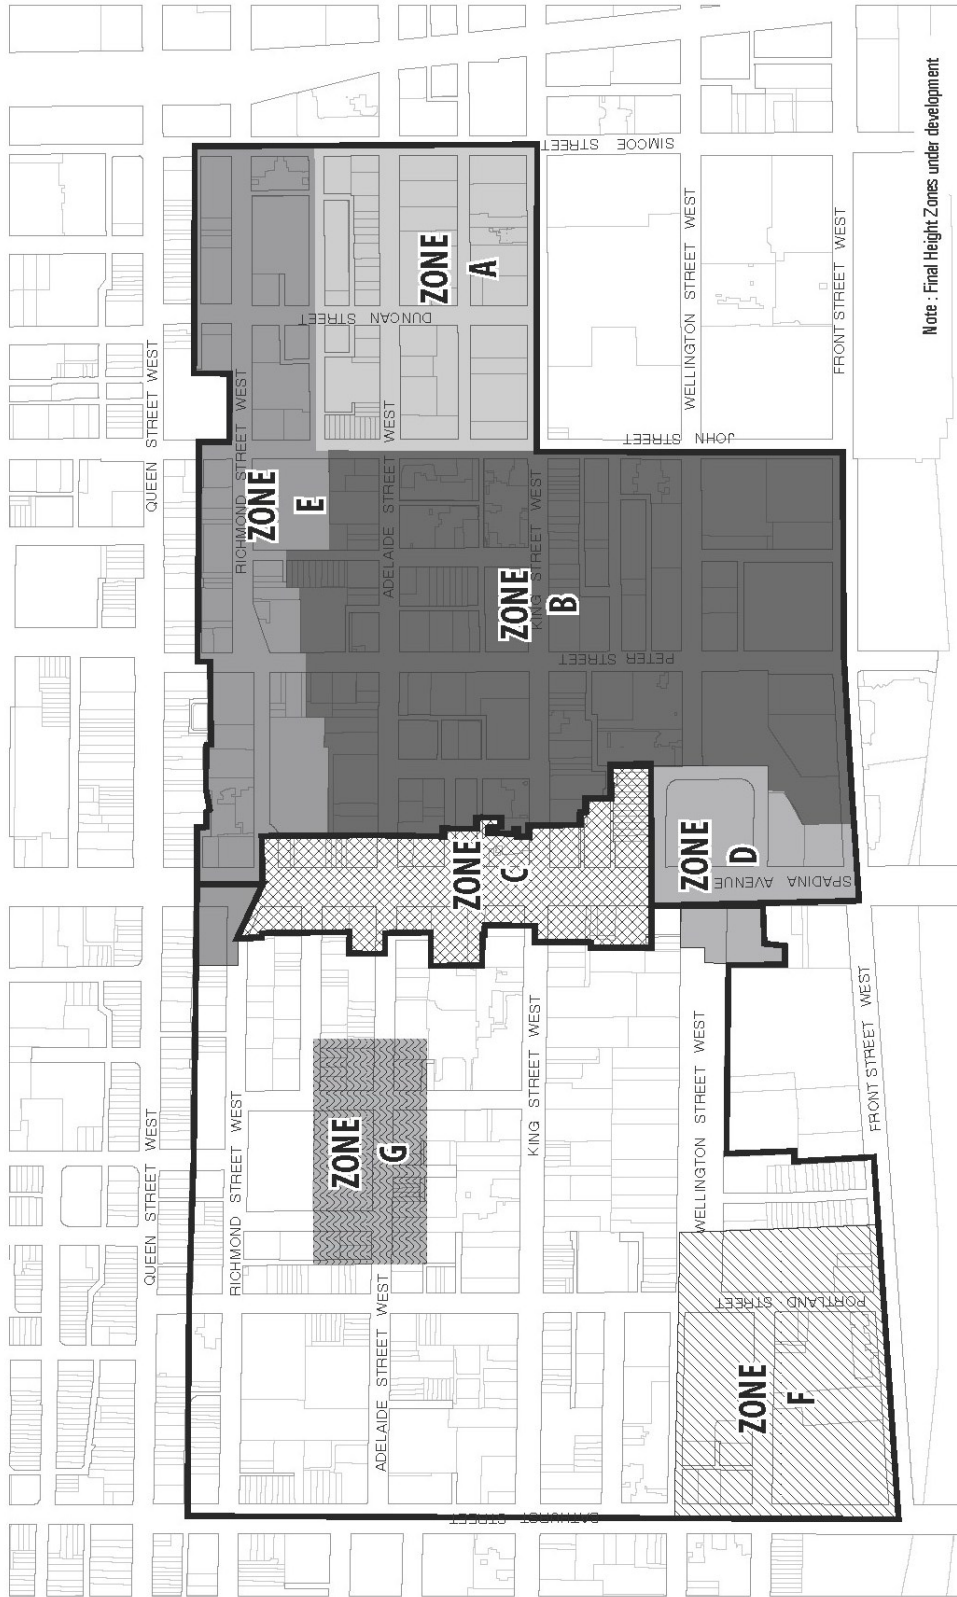 QUEEN STREET WEST
QUEEN STREET WEST
RICHMOND STREET WEST
RICHMOND STREET WEST
ZONE
E
ZONE
G
ADELAIDE STREET WEST
ADELAIDE STREET WEST
DUNCAN STREET
ZONE
A
ZONE
C
ZONE
B
KING STREET WEST
KING STREET WEST
BATHURST STREET
PETER STREET
SIMCOE STREET
JOHN STREET
WELLINGTON STREET WEST
WELLINGTON STREET WEST
ZONE
D
SPADINA AVENUE
PORTLAND STREET
ZONE
F
FRONT STREET WEST
FRONT STREET WEST
Note : Final Height Zones under development